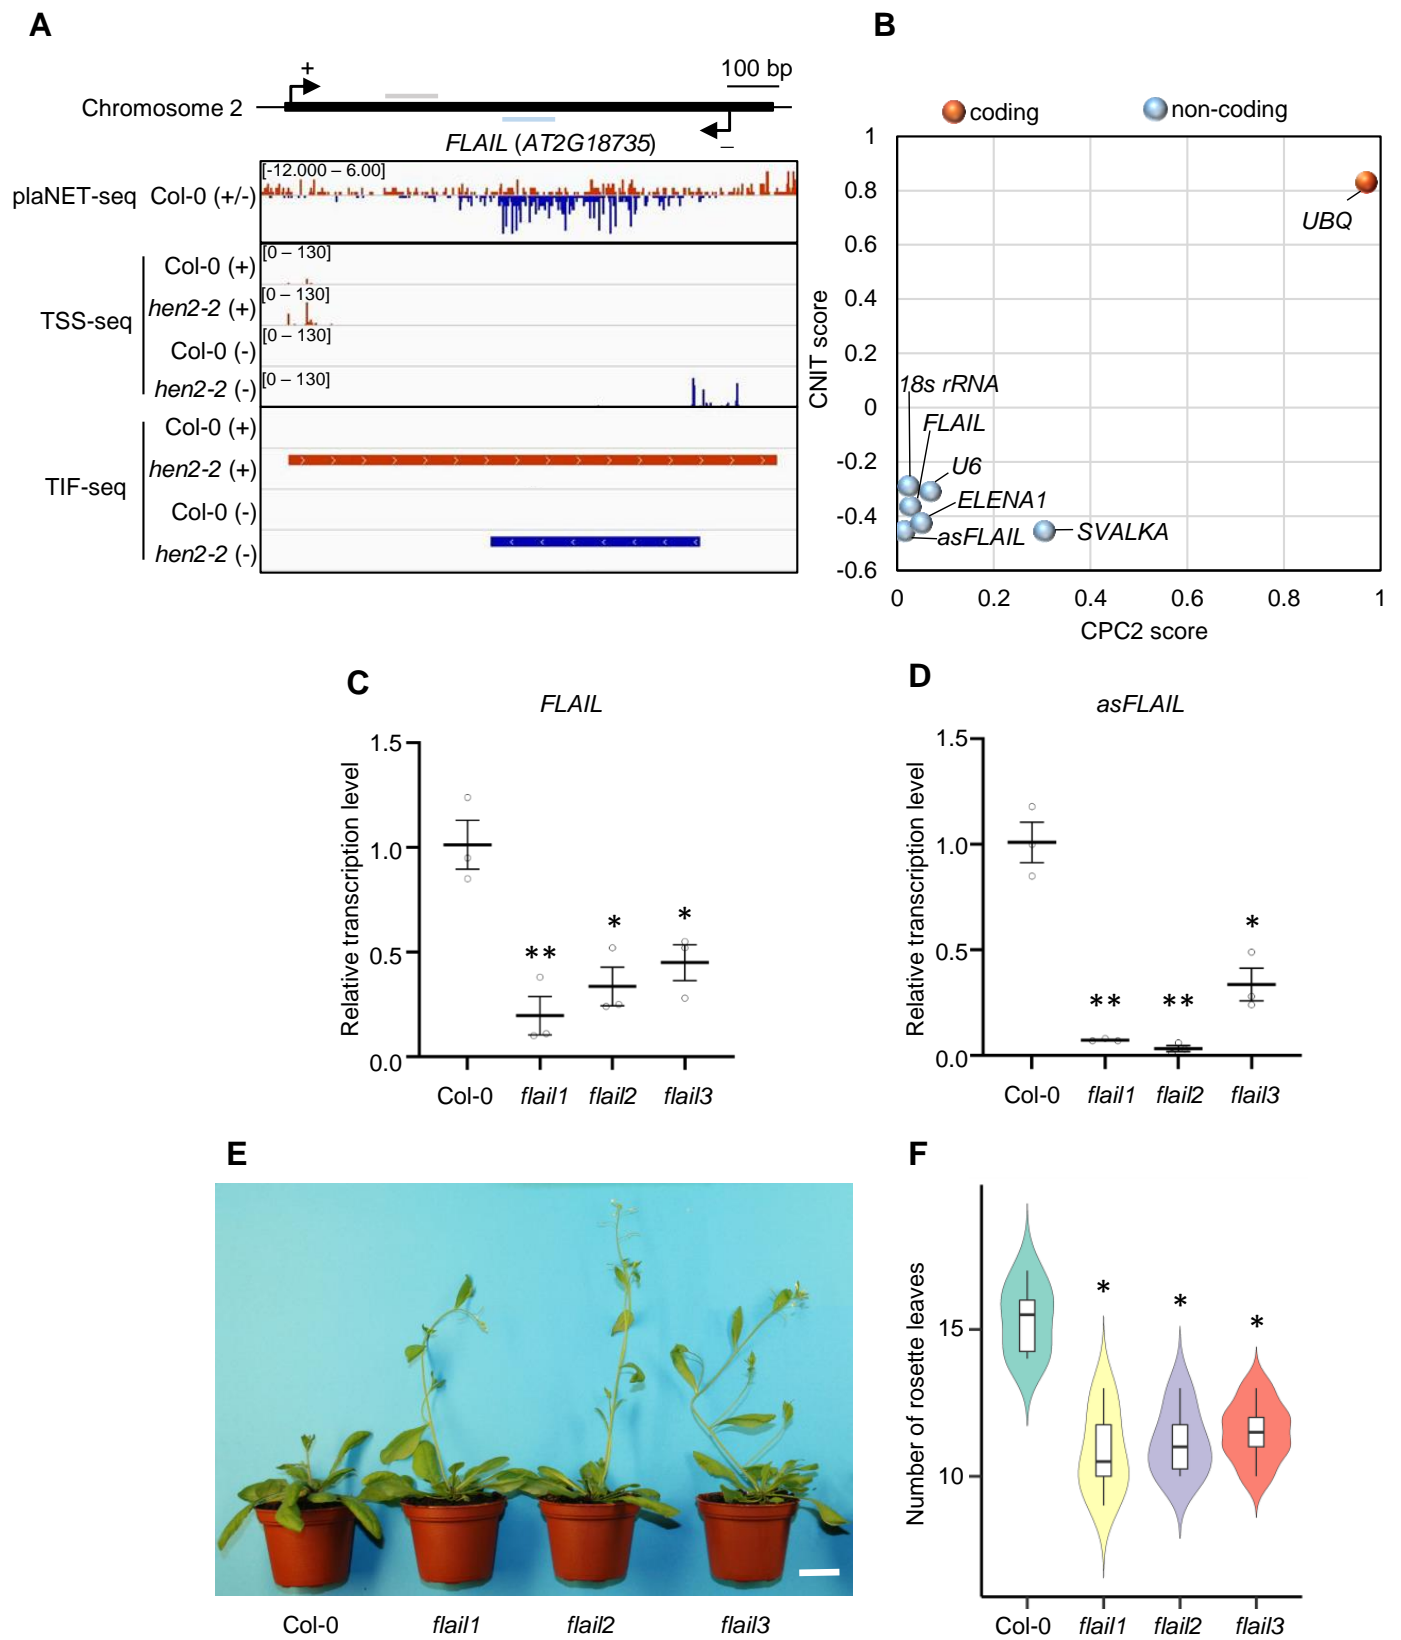 A
+
100 bp
Chromosome 2
–
FLAIL (AT2G18735)
[-12.000 – 6.00]
plaNET-seq Col-0 (+/-)
[0 – 130]
Col-0 (+)
[0 – 130]
hen2-2 (+)
TSS-seq
[0 – 130]
Col-0 (-)
[0 – 130]
hen2-2 (-)
Col-0 (+)
hen2-2 (+)
TIF-seq
Col-0 (-)
hen2-2 (-)
B
coding non-coding
1
0.8
0.6
0.4
0.2
0
-0.2
-0.4
-0.6
CNIT score
UBQ
18s rRNA
FLAIL
U6
ELENA1
asFLAIL
SVALKA
0 0.2 0.4 0.6 0.8 1
CPC2 score
C
FLAIL
Relative transcription level
1.5
1.0
0.5
0.0
** * *
Col-0 flail1 flail2 flail3
D
asFLAIL
Relative transcription level
1.5
1.0
0.5
0.0
** ** *
Col-0 flail1 flail2 flail3
E
Col-0 flail1 flail2 flail3
F
Number of rosette leaves
15
10
* * *
Col-0 flail1 flail2 flail3